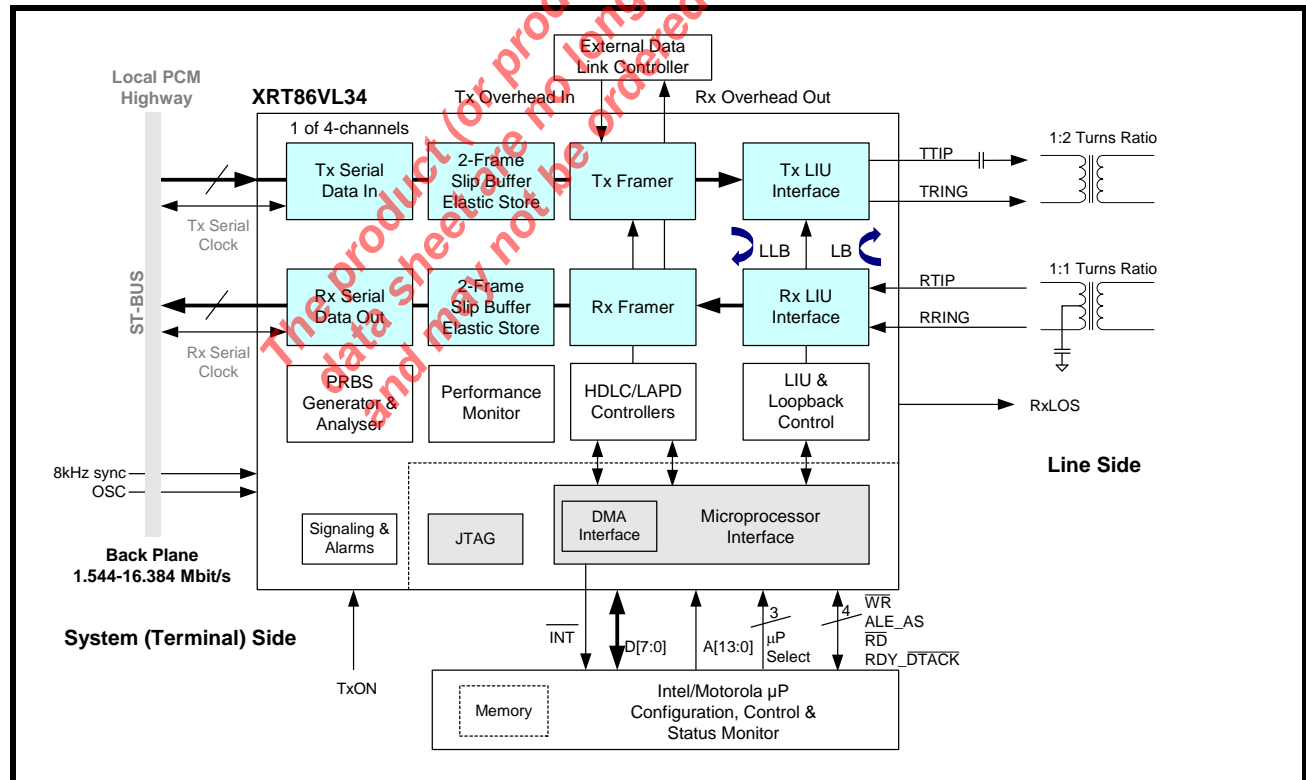 The product (or produ
data sheet are no long
and may not be ordered
External Data
Link Controller
Local PCM
Highway
XRT86VL34
Tx Overhead In
Rx Overhead Out
1 of 4-channels
Tx Serial
Data In
2-Frame
Slip Buffer
Elastic Store
Tx Framer
Tx LIU
Interface
TTIP
TRING
1:2 Turns Ratio
Tx Serial
Clock
LLB
LB
ST-BUS
Rx Serial
Data Out
2-Frame
Slip Buffer
Elastic Store
Rx Framer
Rx LIU
Interface
RTIP
RRING
1:1 Turns Ratio
Rx Serial
Clock
PRBS
Generator &
Analyser
Performance
Monitor
HDLC/LAPD
Controllers
LIU &
Loopback
Control
RxLOS
Line Side
8kHz sync
OSC
Signaling &
Alarms
JTAG
DMA
Interface
Microprocessor
Interface
Back Plane
1.544-16.384 Mbit/s
System (Terminal) Side
TxON
INT
D[7:0]
A[13:0]
3
µP
Select
4
WR
ALE_AS
RD
RDY_DTACK
Memory
Intel/Motorola µP
Configuration, Control &
Status Monitor